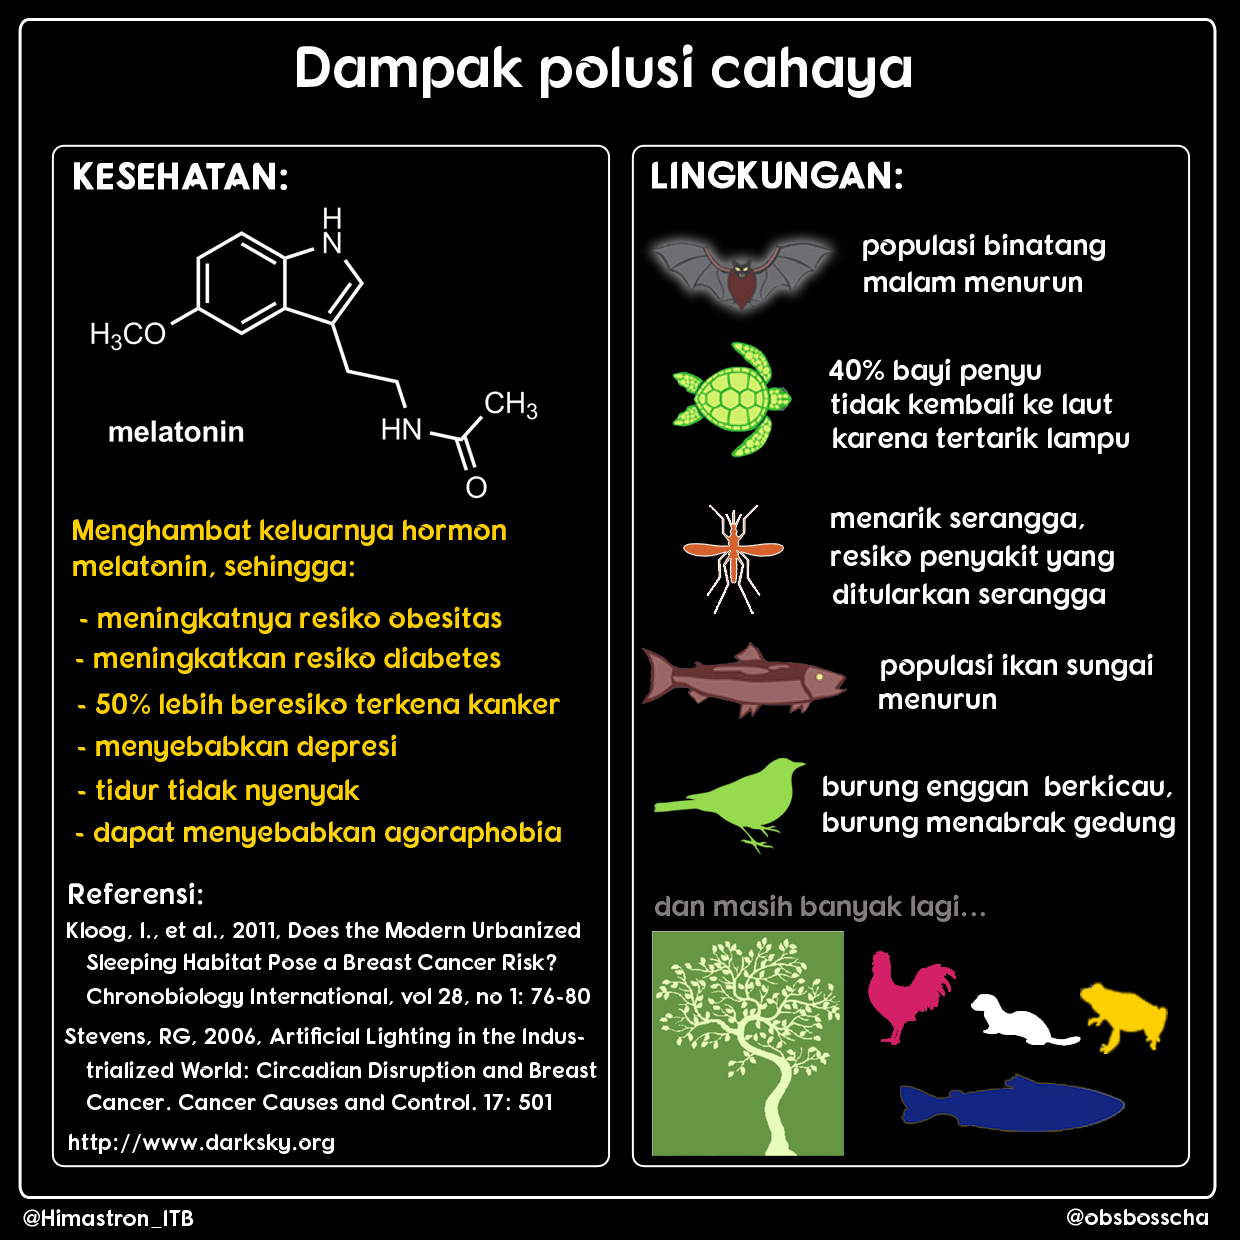 Dampak polusi cahaya
KESEHATAN:
H
N
H₃CO
CH₃
HN
O
melatonin
Menghambat keluarnya hormon
melatonin, sehingga:
- meningkatnya resiko obesitas
- meningkatkan resiko diabetes
- 50% lebih beresiko terkena kanker
- menyebabkan depresi
- tidur tidak nyenyak
- dapat menyebabkan agoraphobia
Referensi:
Kloog, I., et al., 2011, Does the Modern Urbanized
Sleeping Habitat Pose a Breast Cancer Risk?
Chronobiology International, vol 28, no 1: 76-80
Stevens, RG, 2006, Artificial Lighting in the Indus-
trialized World: Circadian Disruption and Breast
Cancer. Cancer Causes and Control. 17: 501
http://www.darksky.org
LINGKUNGAN:
populasi binatang
malam menurun
40% bayi penyu
tidak kembali ke laut
karena tertarik lampu
menarik serangga,
resiko penyakit yang
ditularkan serangga
populasi ikan sungai
menurun
burung enggan berkicau,
burung menabrak gedung
dan masih banyak lagi...
@Himastron_ITB
@obsbosscha